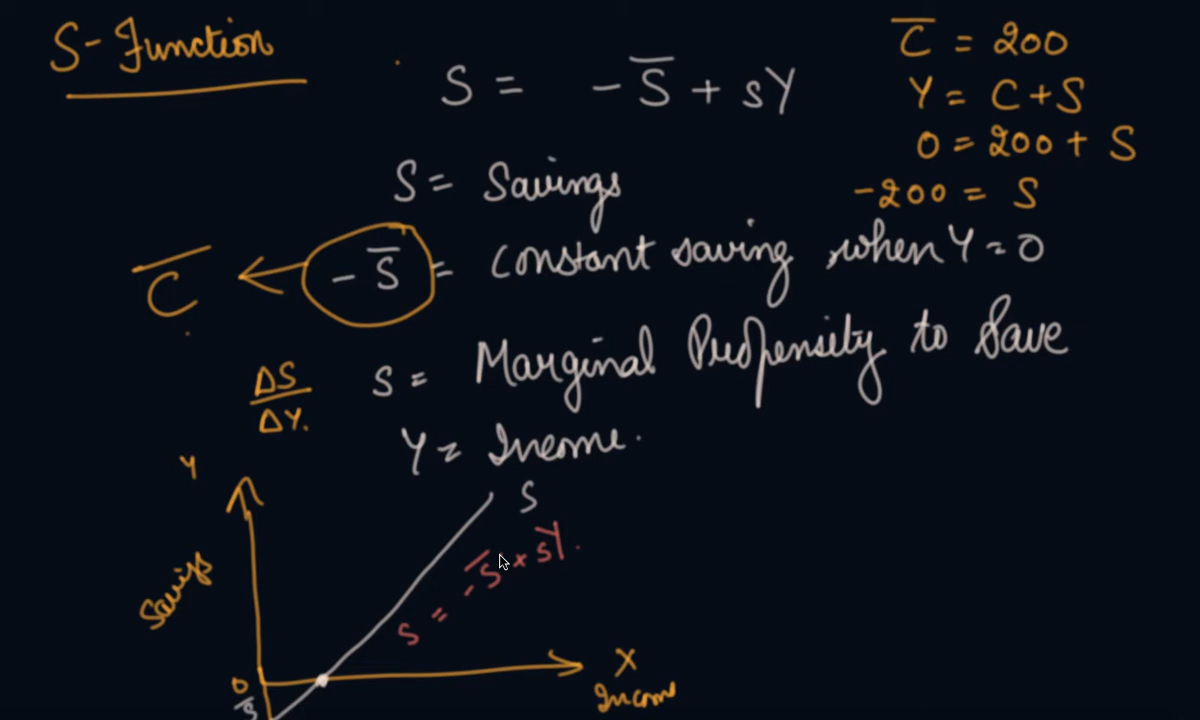 S-Function
S = -S̅ + sY
C̅ = 200
Y = C + S
0 = 200 + S
-200 = S
S = Savings
C̅ ← -S̅ = constant saving when Y = 0
ΔS/ΔY. s = Marginal Propensity to Save
Y = Income.
Y
S
Savings
S = -S̅ + sY.
0
-S̅
X
Income